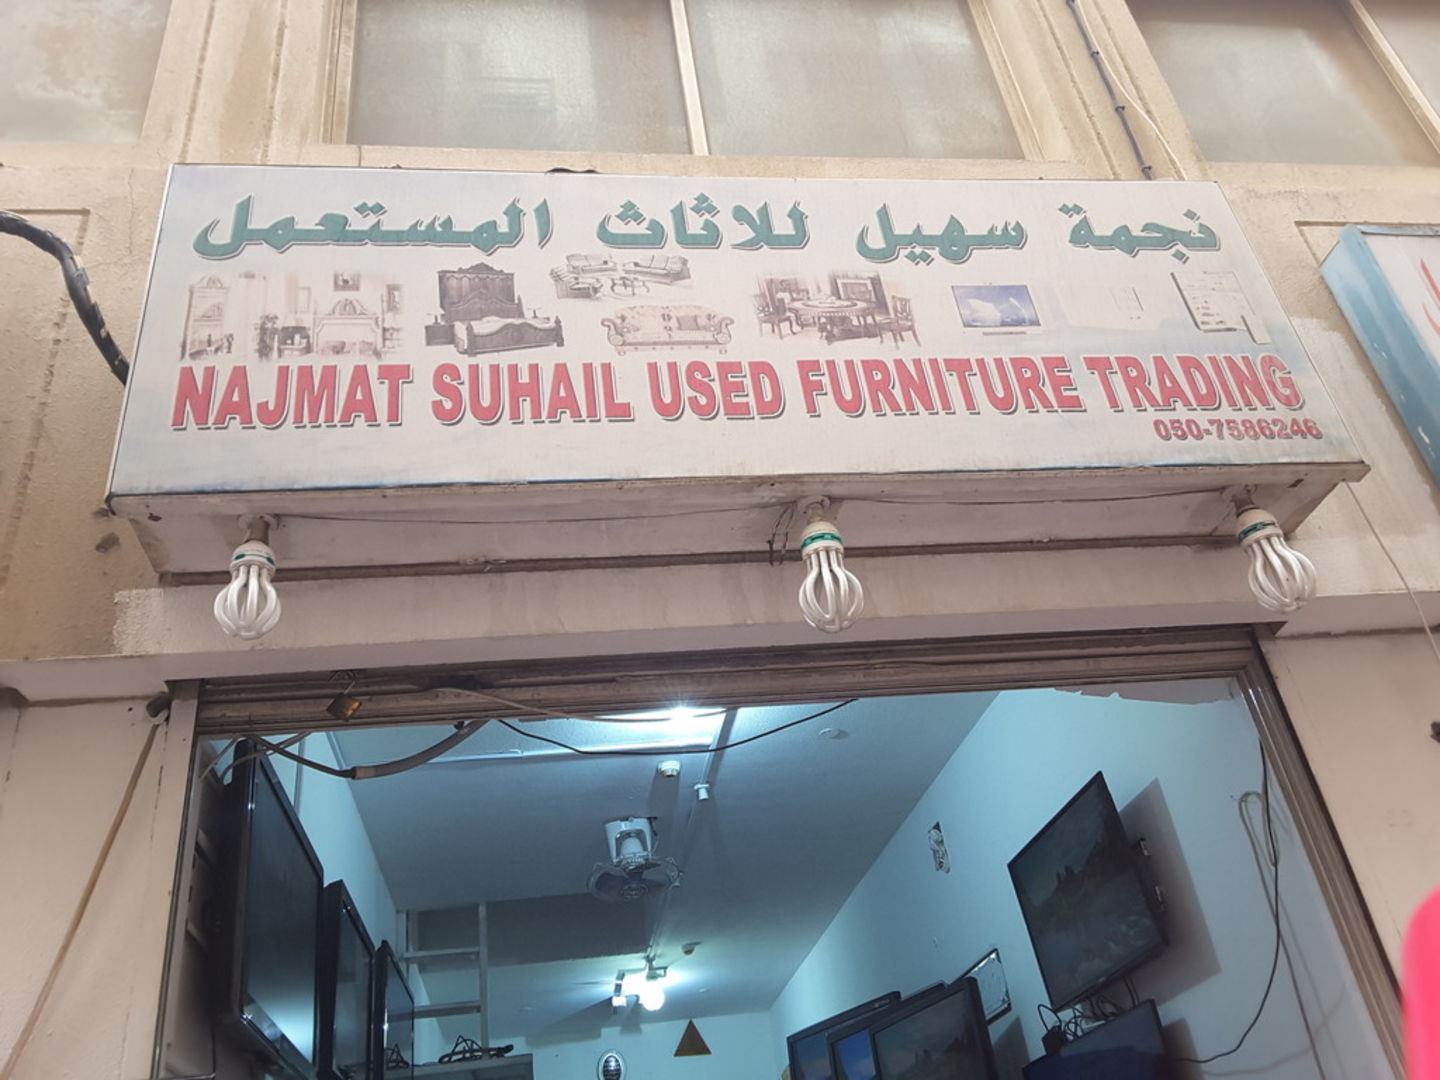 نجمة سهيل للاثاث المستعمل
NAJMAT SUHAIL USED FURNITURE TRADING
050-7586246